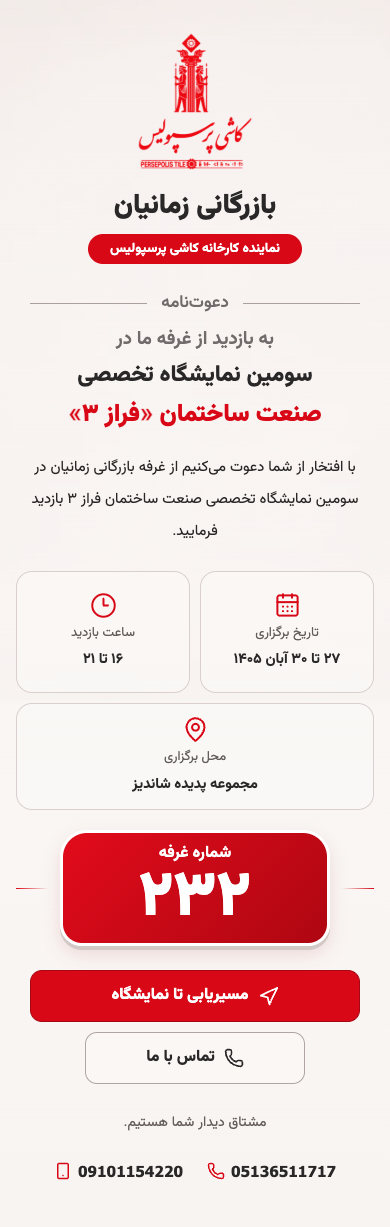 کاشی پرسپولیس
PERSEPOLIS TILE
بازرگانی زمانیان
نماینده کارخانه کاشی پرسپولیس
دعوت‌نامه
به بازدید از غرفه ما در
سومین نمایشگاه تخصصی
صنعت ساختمان «فراز ۳»
با افتخار از شما دعوت می‌کنیم از غرفه بازرگانی زمانیان در
سومین نمایشگاه تخصصی صنعت ساختمان فراز ۳ بازدید
فرمایید.
تاریخ برگزاری
۲۷ تا ۳۰ آبان ۱۴۰۵
ساعت بازدید
۱۶ تا ۲۱
محل برگزاری
مجموعه پدیده شاندیز
شماره غرفه
۲۳۲
مسیریابی تا نمایشگاه
تماس با ما
مشتاق دیدار شما هستیم.
05136511717
09101154220